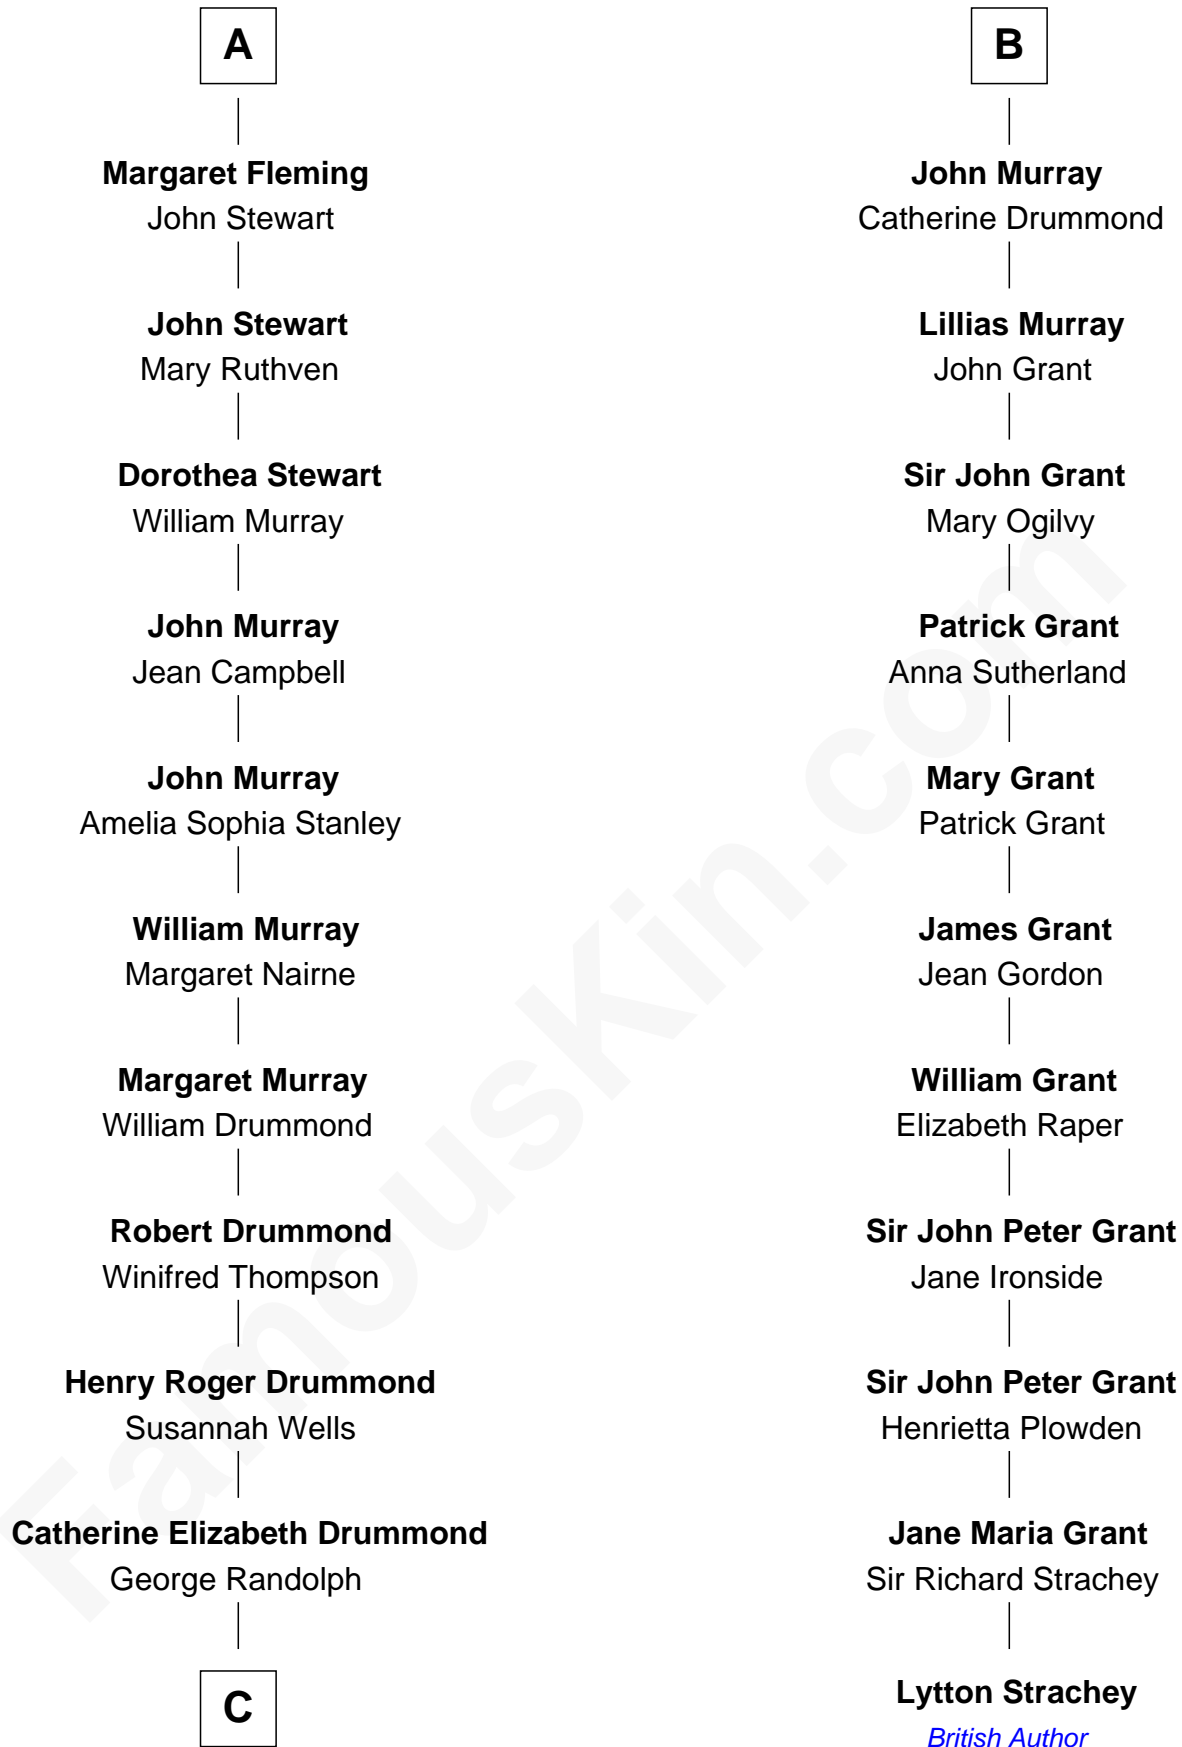 A
Margaret Fleming
John Stewart
John Stewart
Mary Ruthven
Dorothea Stewart
William Murray
John Murray
Jean Campbell
John Murray
Amelia Sophia Stanley
William Murray
Margaret Nairne
Margaret Murray
William Drummond
Robert Drummond
Winifred Thompson
Henry Roger Drummond
Susannah Wells
Catherine Elizabeth Drummond
George Randolph
C
B
John Murray
Catherine Drummond
Lillias Murray
John Grant
Sir John Grant
Mary Ogilvy
Patrick Grant
Anna Sutherland
Mary Grant
Patrick Grant
James Grant
Jean Gordon
William Grant
Elizabeth Raper
Sir John Peter Grant
Jane Ironside
Sir John Peter Grant
Henrietta Plowden
Jane Maria Grant
Sir Richard Strachey
Lytton Strachey
British Author
FamousKin.com